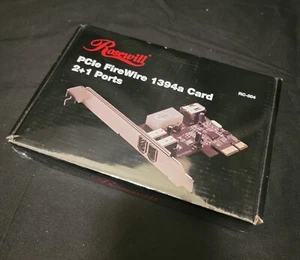 Rosewill
PCIe FireWire 1394a Card
2+1 Ports
RC-504